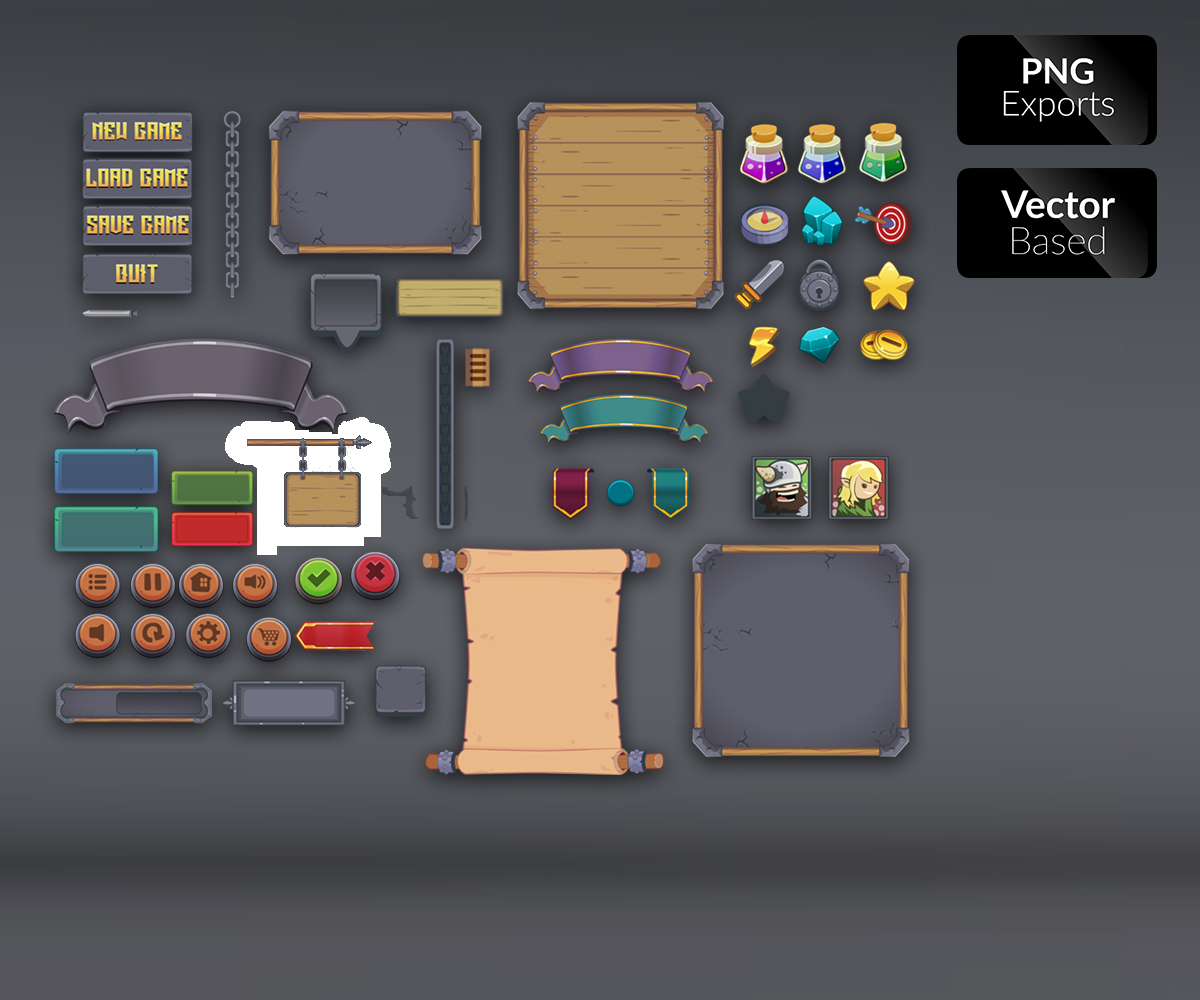 PNG
Exports
Vector
Based
NEW GAME
LOAD GAME
SAVE GAME
QUIT